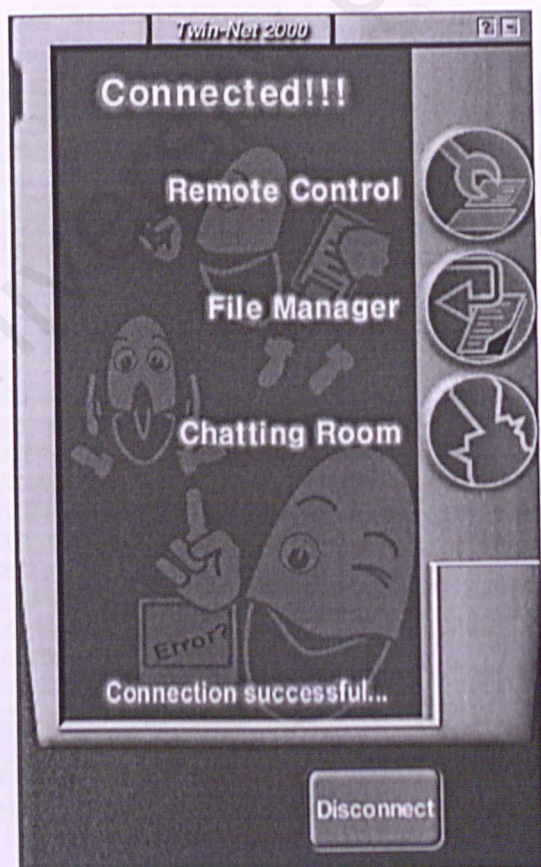 Twin-Net 2000
?
Connected!!!
Remote Control
File Manager
Chatting Room
Error?
Connection successful...
Disconnect